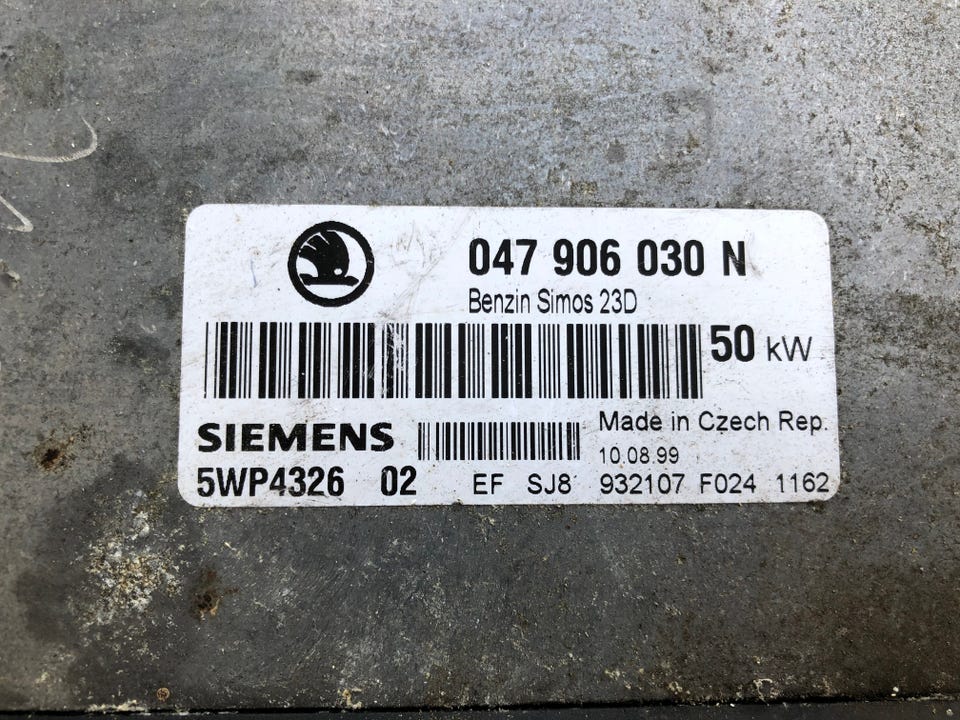 047 906 030 N
Benzin Simos 23D
50 kW
SIEMENS
Made in Czech Rep.
10.08.99
5WP4326 02 EF SJ8 932107 F024 1162